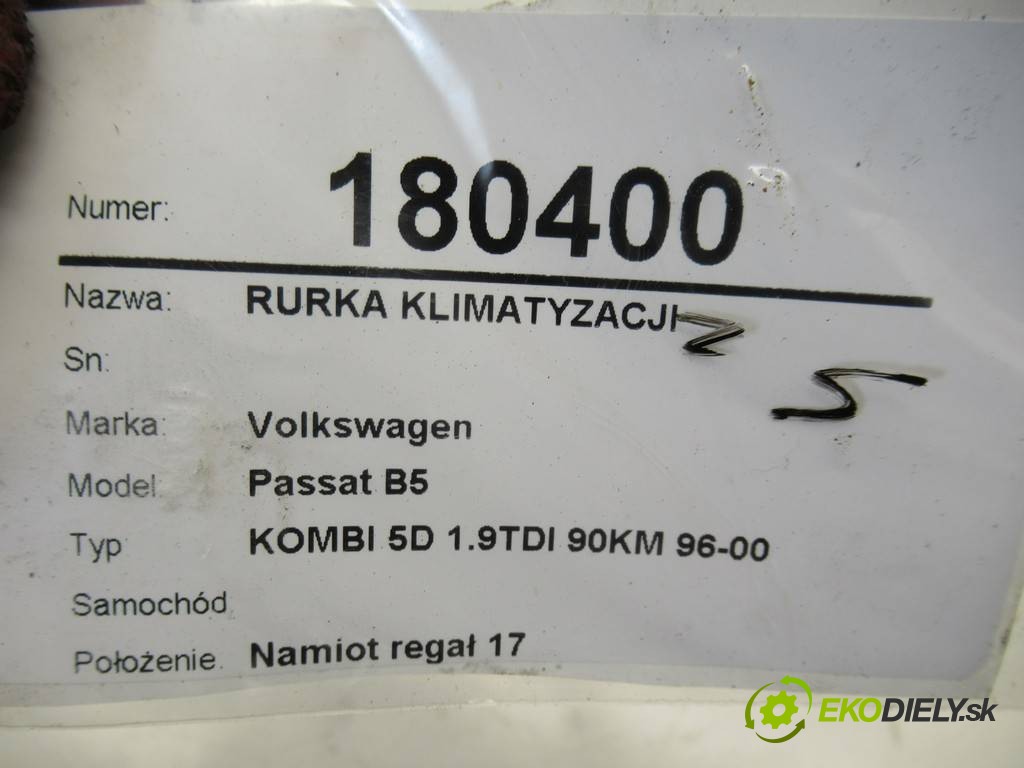 Numer: 180400
Nazwa: RURKA KLIMATYZACJI
Sn:
Marka: Volkswagen
Model: Passat B5
Typ KOMBI 5D 1.9TDI 90KM 96-00
Samochód
Położenie. Namiot regał 17
EKODIELY.sk